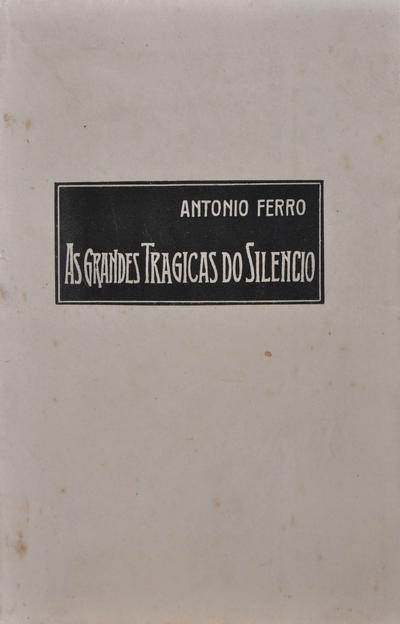 ANTONIO FERRO
AS GRANDES TRAGICAS DO SILENCIO